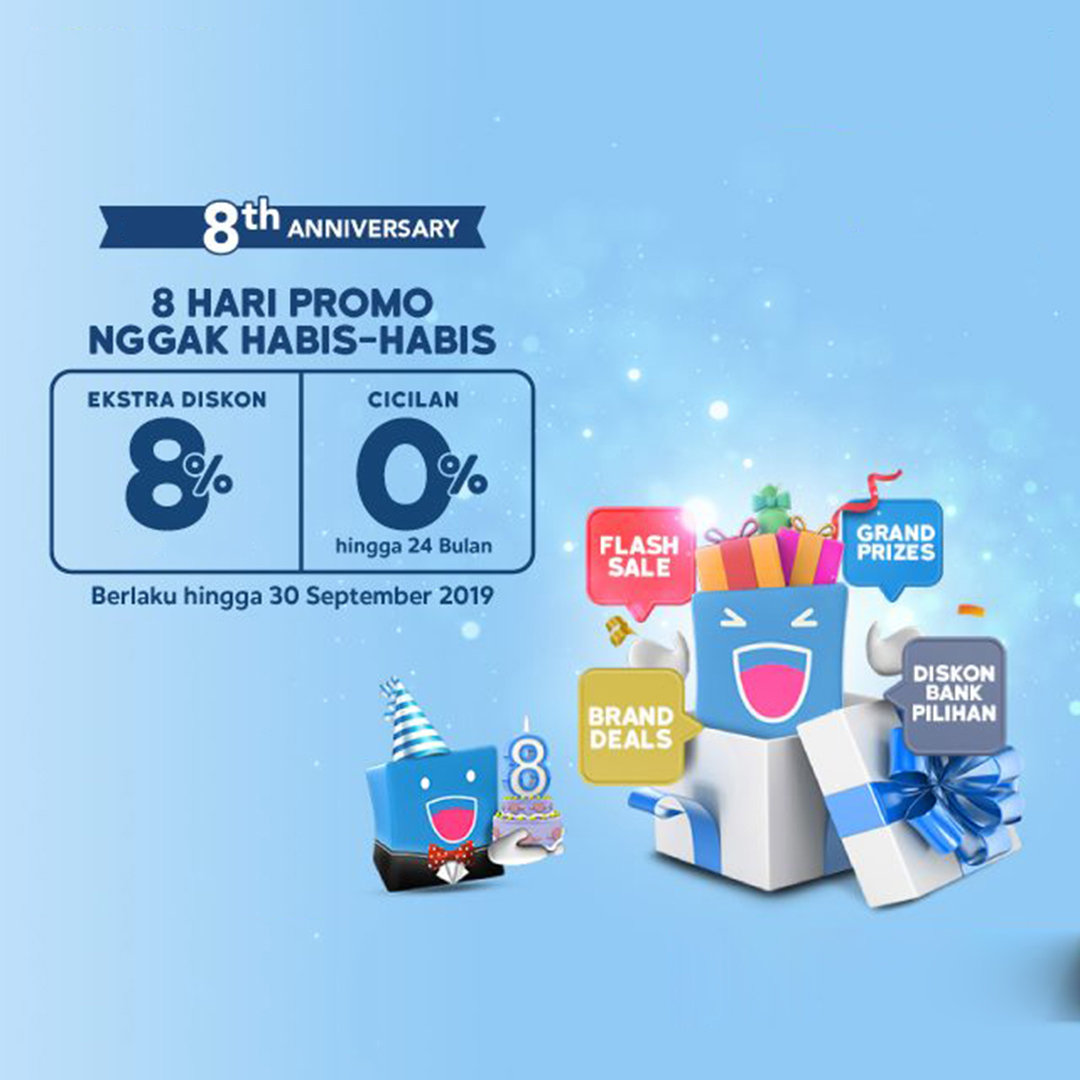 8th ANNIVERSARY
8 HARI PROMO
NGGAK HABIS-HABIS
EKSTRA DISKON
8%
CICILAN
0%
hingga 24 Bulan
Berlaku hingga 30 September 2019
FLASH
SALE
GRAND
PRIZES
BRAND
DEALS
DISKON
BANK
PILIHAN
8